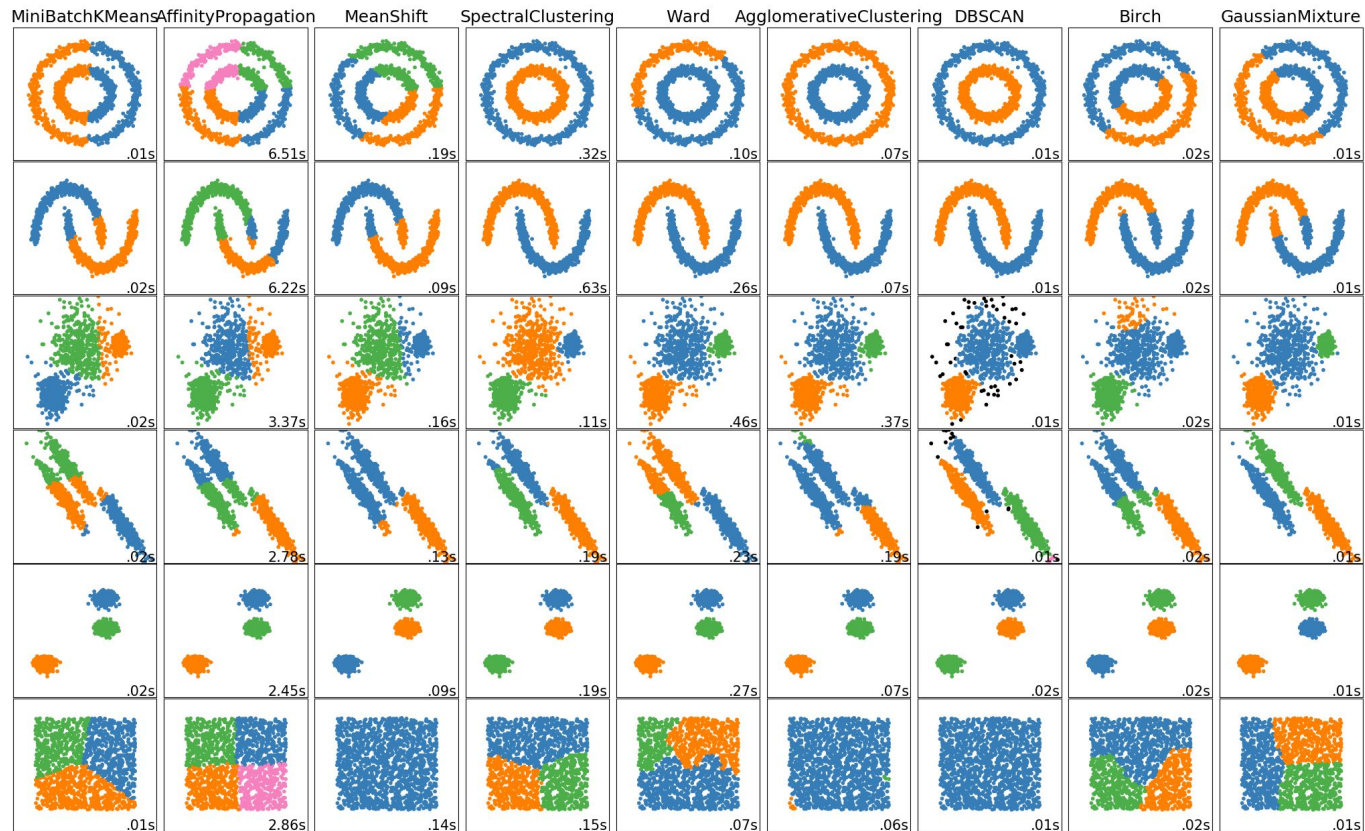 MiniBatchKMeans AffinityPropagation MeanShift SpectralClustering Ward AgglomerativeClustering DBSCAN Birch GaussianMixture
.01s 6.51s .19s .32s .10s .07s .01s .02s .01s
.02s 6.22s .09s .63s .26s .07s .01s .02s .01s
.02s 3.37s .16s .11s .46s .37s .01s .02s .01s
.02s 2.78s .13s .19s .23s .19s .01s .02s .01s
.02s 2.45s .09s .19s .27s .07s .02s .02s .01s
.01s 2.86s .14s .15s .07s .06s .01s .02s .01s